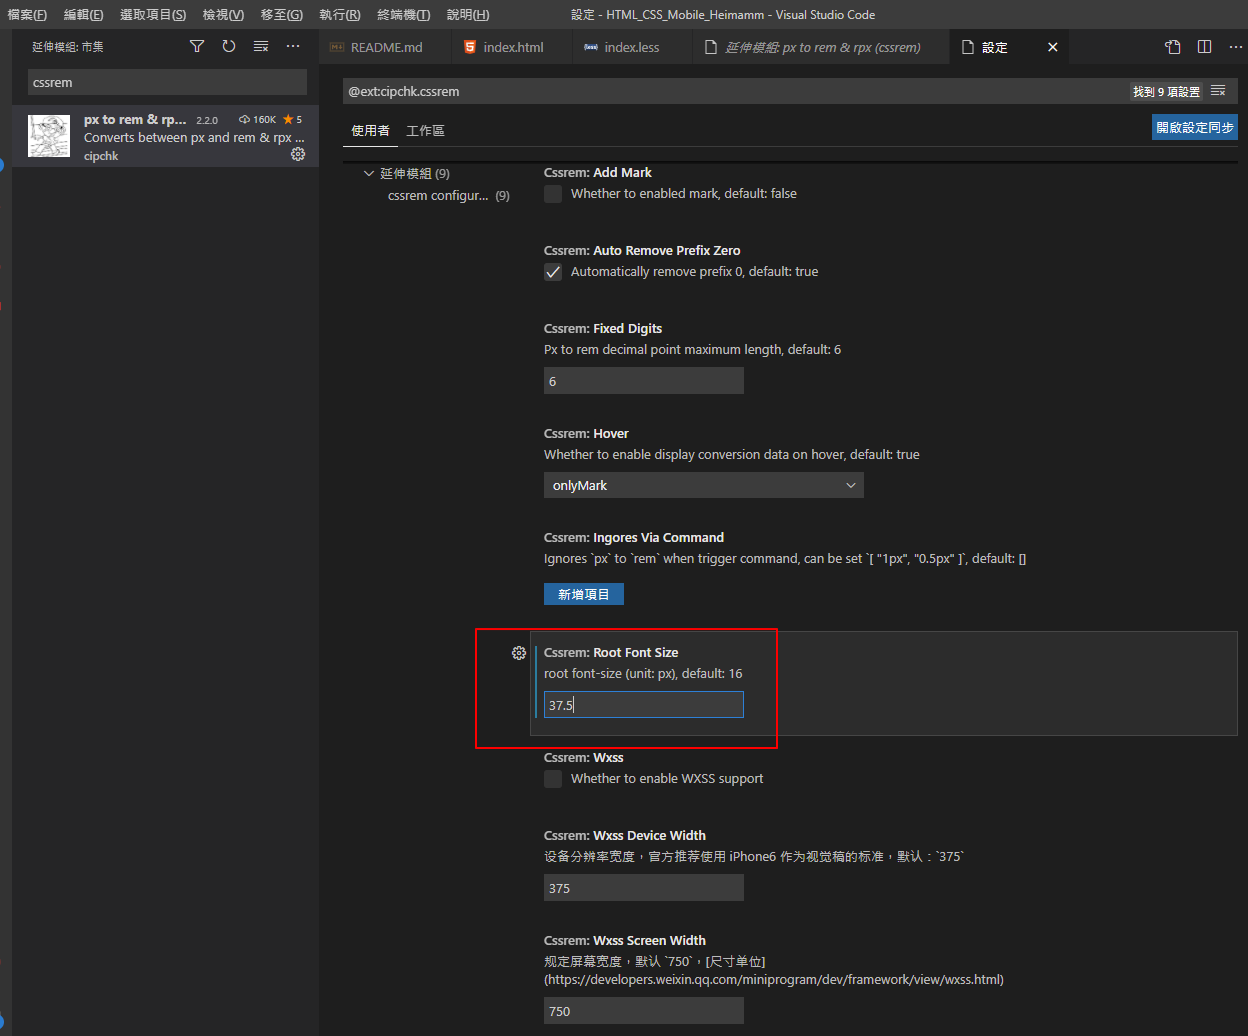 檔案(F) 編輯(E) 選取項目(S) 檢視(V) 移至(G) 執行(R) 終端機(T) 說明(H) 設定 - HTML_CSS_Mobile_Heimamm - Visual Studio Code
延伸模組: 市集
README.md index.html index.less 延伸模組: px to rem & rpx (cssrem) 設定
cssrem
px to rem & rp... 2.2.0 160K 5
Converts between px and rem & rpx ...
cipchk
@ext:cipchk.cssrem 找到 9 項設置
使用者 工作區 開啟設定同步
延伸模組 (9)
cssrem configur... (9)
Cssrem: Add Mark
Whether to enabled mark, default: false
Cssrem: Auto Remove Prefix Zero
Automatically remove prefix 0, default: true
Cssrem: Fixed Digits
Px to rem decimal point maximum length, default: 6
6
Cssrem: Hover
Whether to enable display conversion data on hover, default: true
onlyMark
Cssrem: Ingores Via Command
Ignores `px` to `rem` when trigger command, can be set `[ "1px", "0.5px" ]`, default: []
新增項目
Cssrem: Root Font Size
root font-size (unit: px), default: 16
37.5
Cssrem: Wxss
Whether to enable WXSS support
Cssrem: Wxss Device Width
设备分辨率宽度，官方推荐使用 iPhone6 作为视觉稿的标准，默认：`375`
375
Cssrem: Wxss Screen Width
规定屏幕宽度，默认 `750`，[尺寸单位]
(https://developers.weixin.qq.com/miniprogram/dev/framework/view/wxss.html)
750